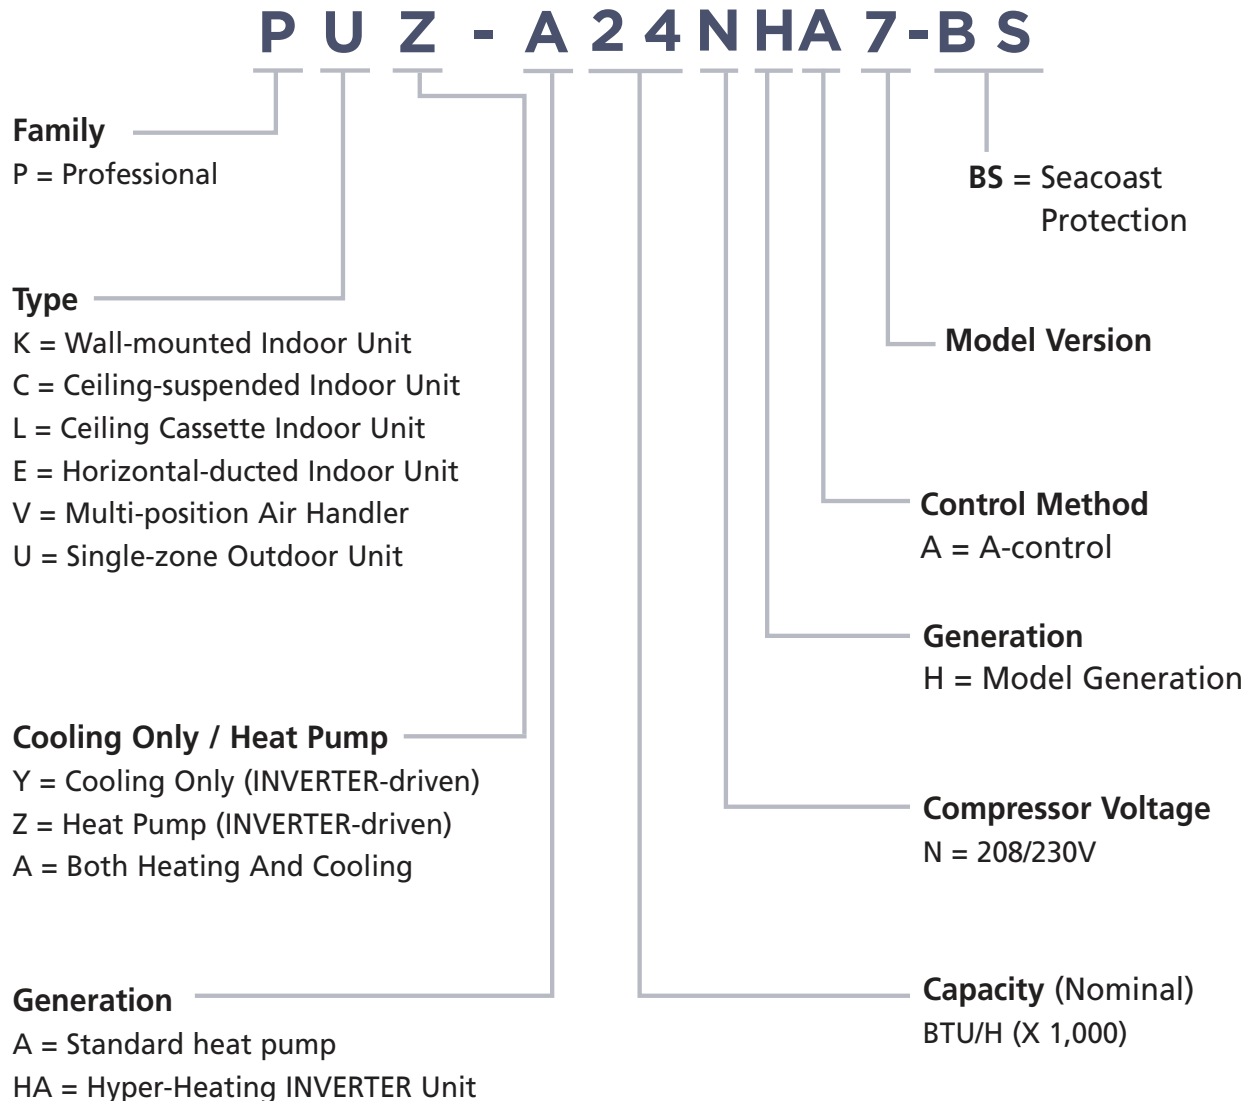 PUZ-A24NHA7-BS
Family
P = Professional
Type
K = Wall-mounted Indoor Unit
C = Ceiling-suspended Indoor Unit
L = Ceiling Cassette Indoor Unit
E = Horizontal-ducted Indoor Unit
V = Multi-position Air Handler
U = Single-zone Outdoor Unit
Cooling Only / Heat Pump
Y = Cooling Only (INVERTER-driven)
Z = Heat Pump (INVERTER-driven)
A = Both Heating And Cooling
Generation
A = Standard heat pump
HA = Hyper-Heating INVERTER Unit
BS = Seacoast
Protection
Model Version
Control Method
A = A-control
Generation
H = Model Generation
Compressor Voltage
N = 208/230V
Capacity (Nominal)
BTU/H (X 1,000)